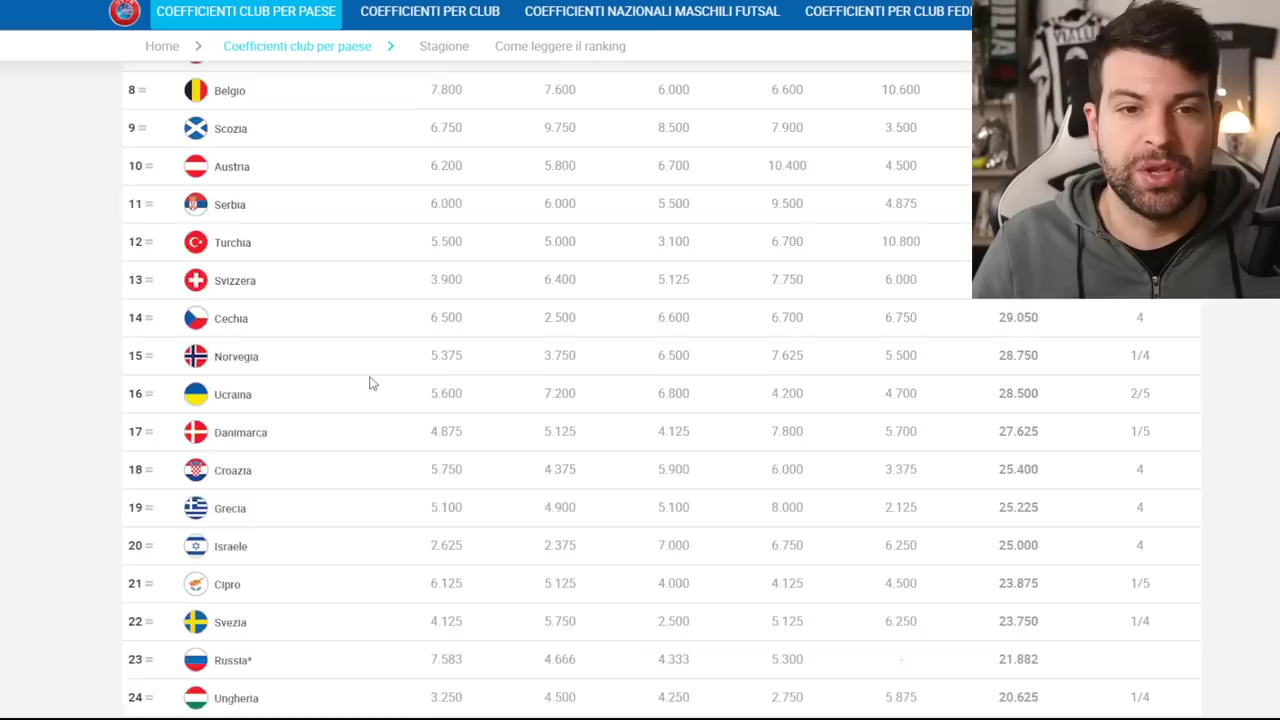 COEFFICIENTI CLUB PER PAESE COEFFICIENTI PER CLUB COEFFICIENTI NAZIONALI MASCHILI FUTSAL COEFFICIENTI PER CLUB FED
Home > Coefficienti club per paese > Stagione Come leggere il ranking
8 = Belgio 7.800 7.600 6.000 6.600 10.600
9 = Scozia 6.750 9.750 8.500 7.900 3.500
10 = Austria 6.200 5.800 6.700 10.400 4.500
11 = Serbia 6.000 6.000 5.500 9.500 4.875
12 = Turchia 5.500 5.000 3.100 6.700 10.800
13 = Svizzera 3.900 6.400 5.125 7.750 6.000
14 = Cechia 6.500 2.500 6.600 6.700 6.750 29.050 4
15 = Norvegia 5.375 3.750 6.500 7.625 5.500 28.750 1/4
16 = Ucraina 5.600 7.200 6.800 4.200 4.700 28.500 2/5
17 = Danimarca 4.875 5.125 4.125 7.800 5.700 27.625 1/5
18 = Croazia 5.750 4.375 5.900 6.000 3.375 25.400 4
19 = Grecia 5.100 4.900 5.100 8.000 2.125 25.225 4
20 = Israele 2.625 2.375 7.000 6.750 6.250 25.000 4
21 = Cipro 6.125 5.125 4.000 4.125 4.500 23.875 1/5
22 = Svezia 4.125 5.750 2.500 5.125 6.250 23.750 1/4
23 = Russia* 7.583 4.666 4.333 5.300 - 21.882
24 = Ungheria 3.250 4.500 4.250 2.750 5.875 20.625 1/4
VIALLI